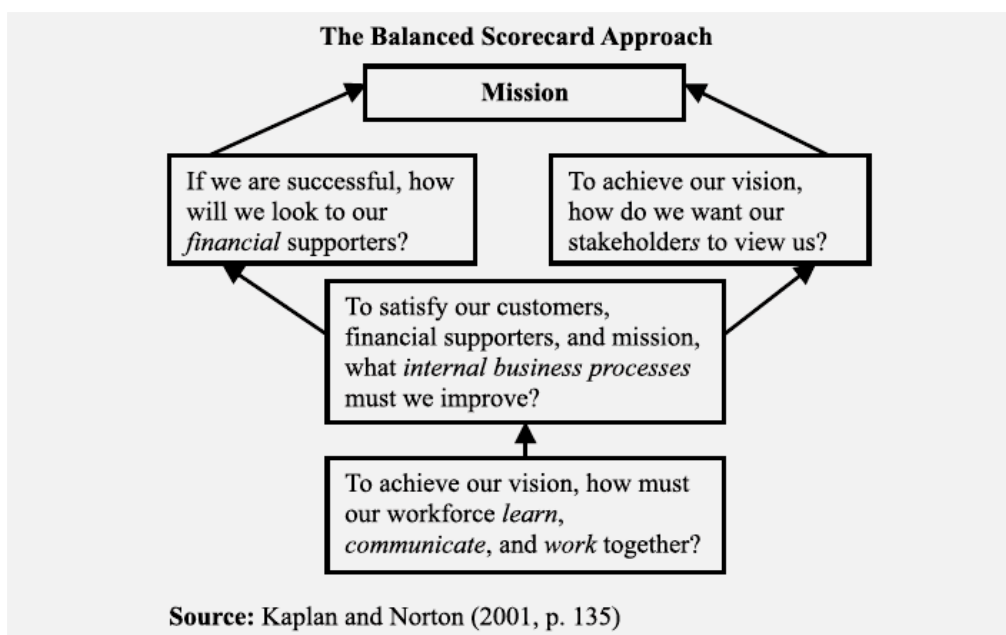 The Balanced Scorecard Approach
Mission
If we are successful, how
will we look to our
financial supporters?
To achieve our vision,
how do we want our
stakeholders to view us?
To satisfy our customers,
financial supporters, and mission,
what internal business processes
must we improve?
To achieve our vision, how must
our workforce learn,
communicate, and work together?
Source: Kaplan and Norton (2001, p. 135)